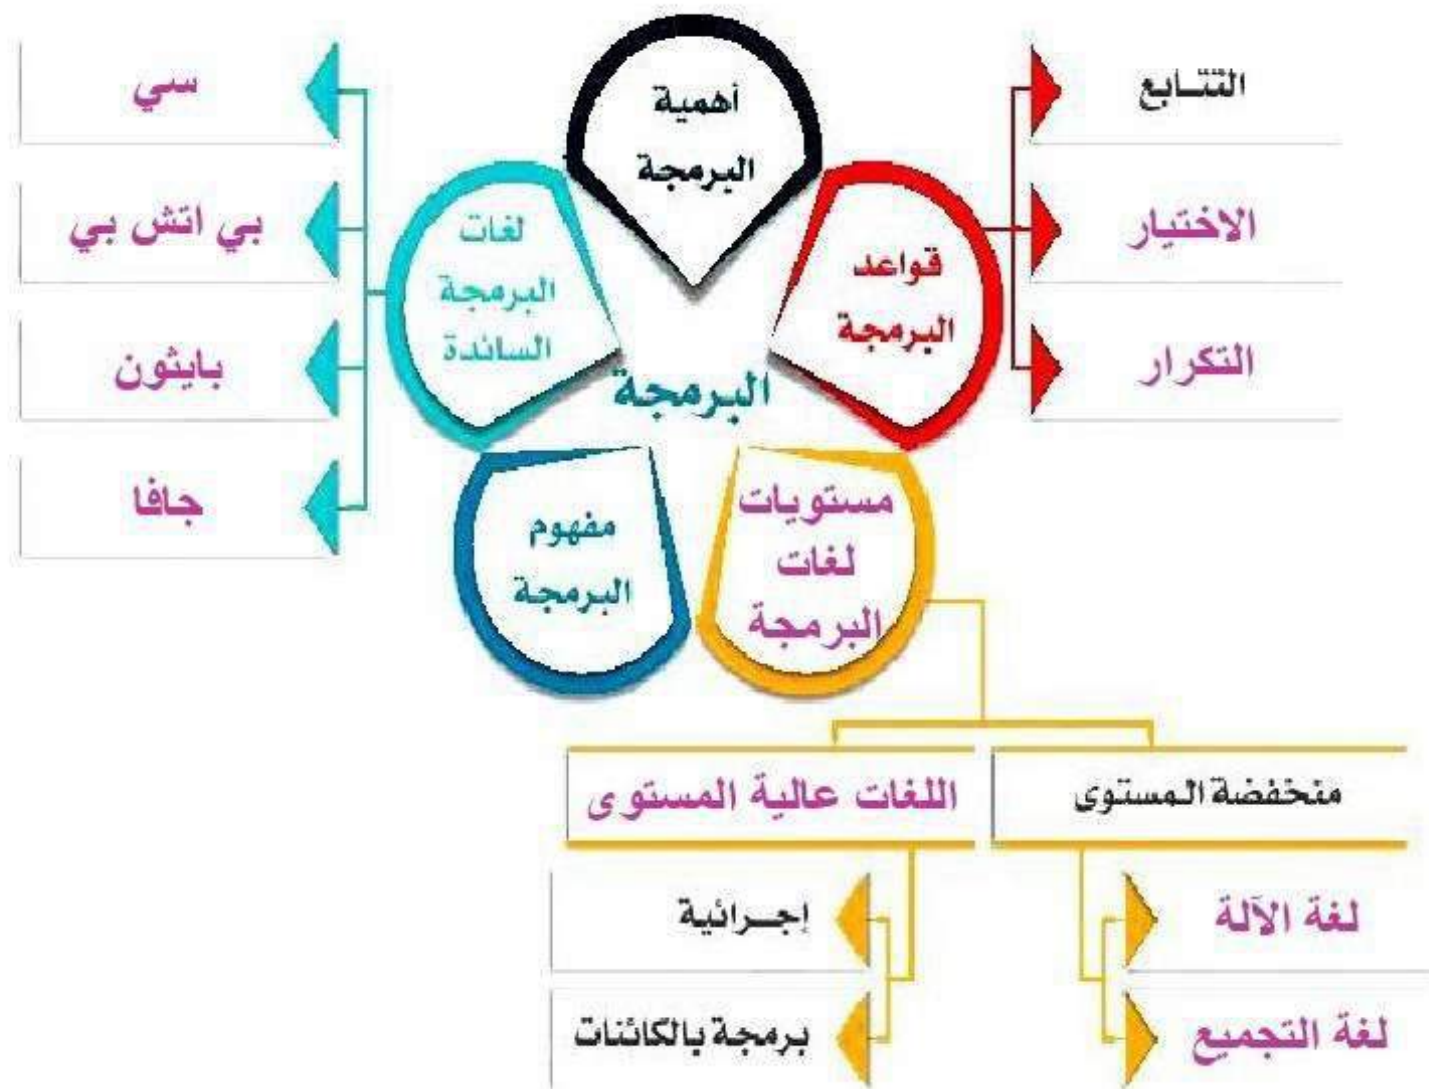 أهمية
البرمجة
قواعد
البرمجة
التتابع
الاختيار
التكرار
لغات
البرمجة
السائدة
سي
بي اتش بي
بايثون
جافا
البرمجة
مفهوم
البرمجة
مستويات
لغات
البرمجة
منخفضة المستوى
لغة الآلة
لغة التجميع
اللغات عالية المستوى
إجرائية
برمجة بالكائنات